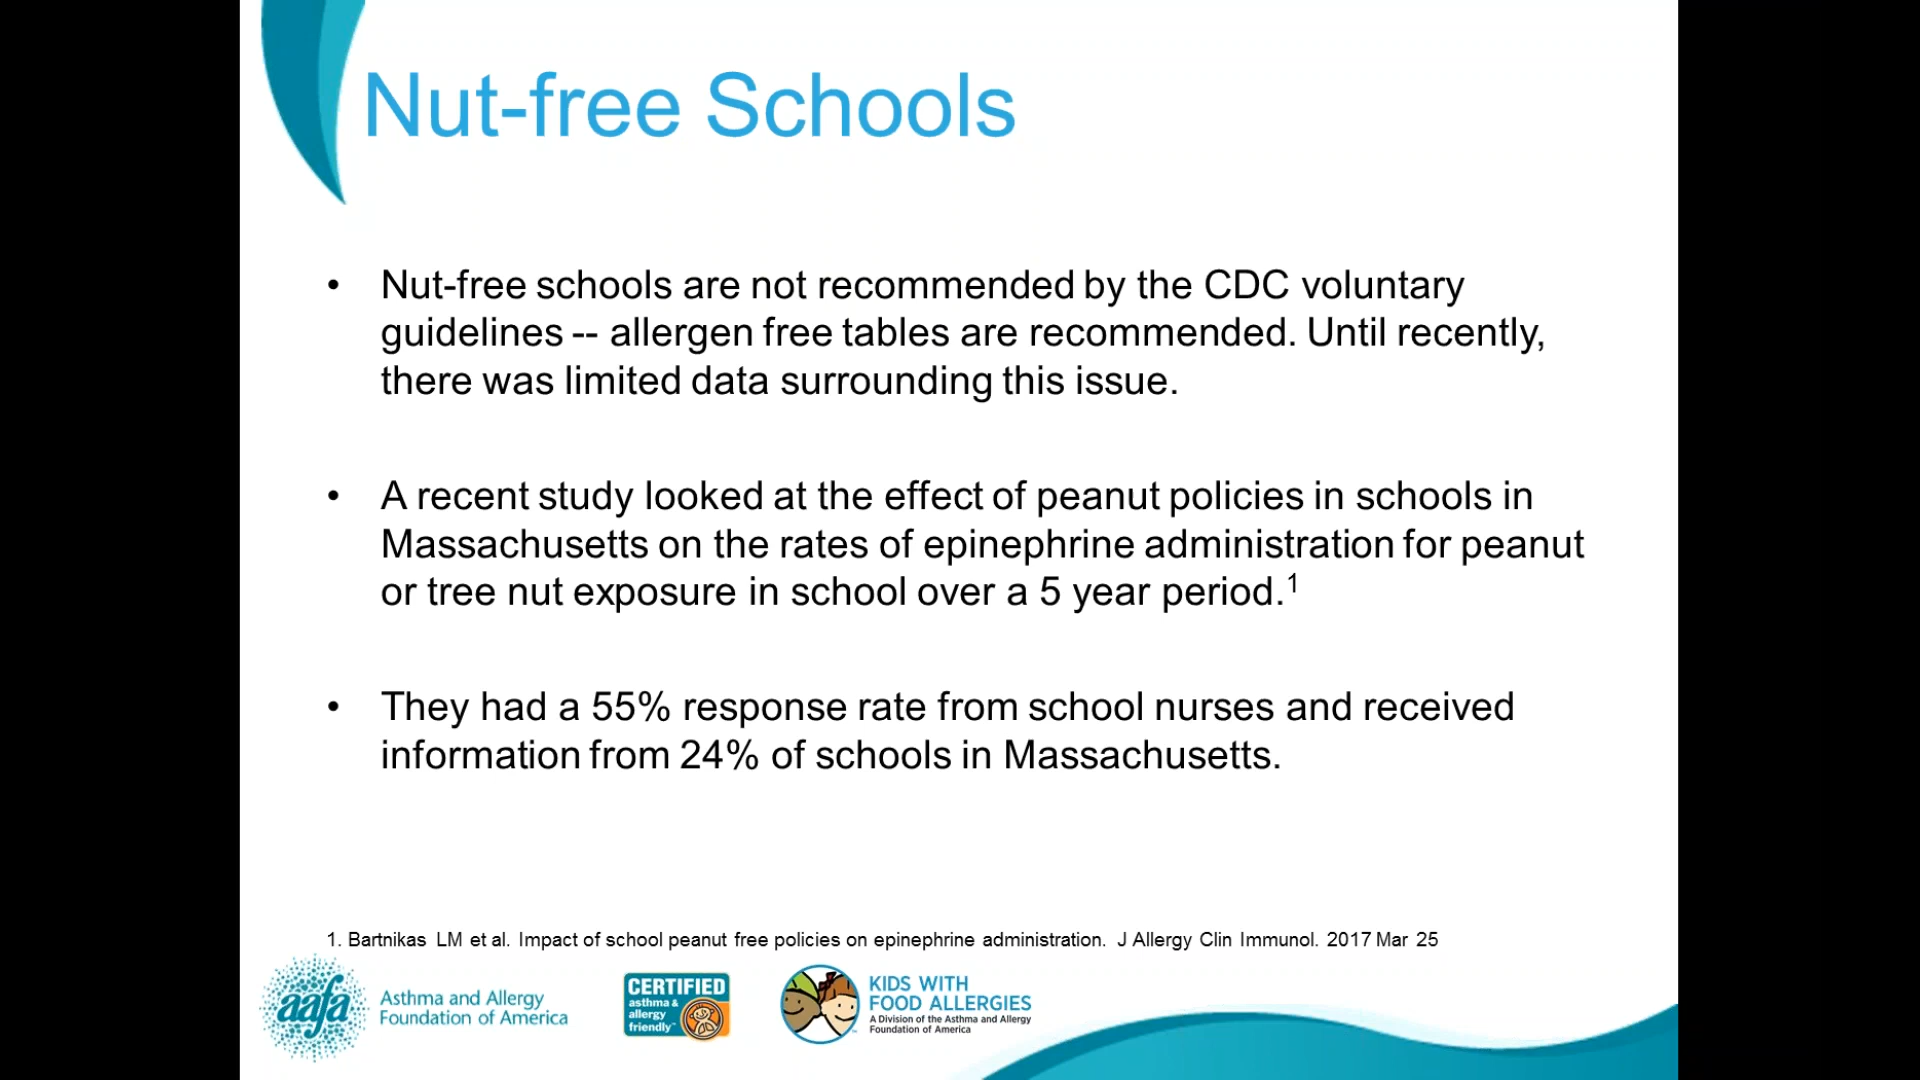 Nut-free Schools
• Nut-free schools are not recommended by the CDC voluntary
guidelines -- allergen free tables are recommended. Until recently,
there was limited data surrounding this issue.
• A recent study looked at the effect of peanut policies in schools in
Massachusetts on the rates of epinephrine administration for peanut
or tree nut exposure in school over a 5 year period.1
• They had a 55% response rate from school nurses and received
information from 24% of schools in Massachusetts.
1. Bartnikas LM et al. Impact of school peanut free policies on epinephrine administration. J Allergy Clin Immunol. 2017 Mar 25
aafa
Asthma and Allergy
Foundation of America
CERTIFIED
asthma &
allergy
friendly™
KIDS WITH
FOOD ALLERGIES
A Division of the Asthma and Allergy
Foundation of America